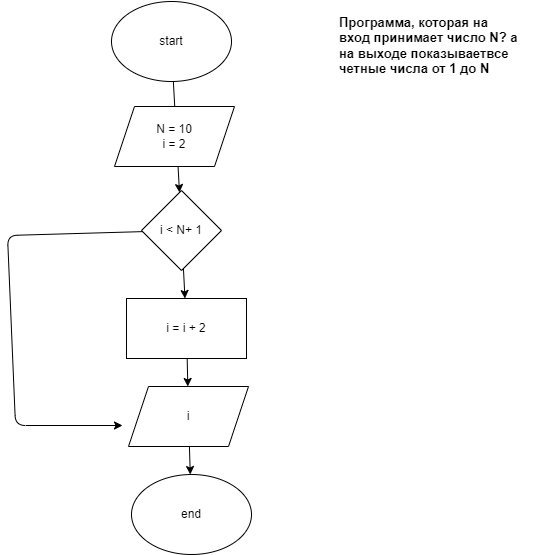 start
Программа, которая на
вход принимает число N? а
на выходе показываетвсе
четные числа от 1 до N
N = 10
i = 2
i < N+ 1
i = i + 2
i
end